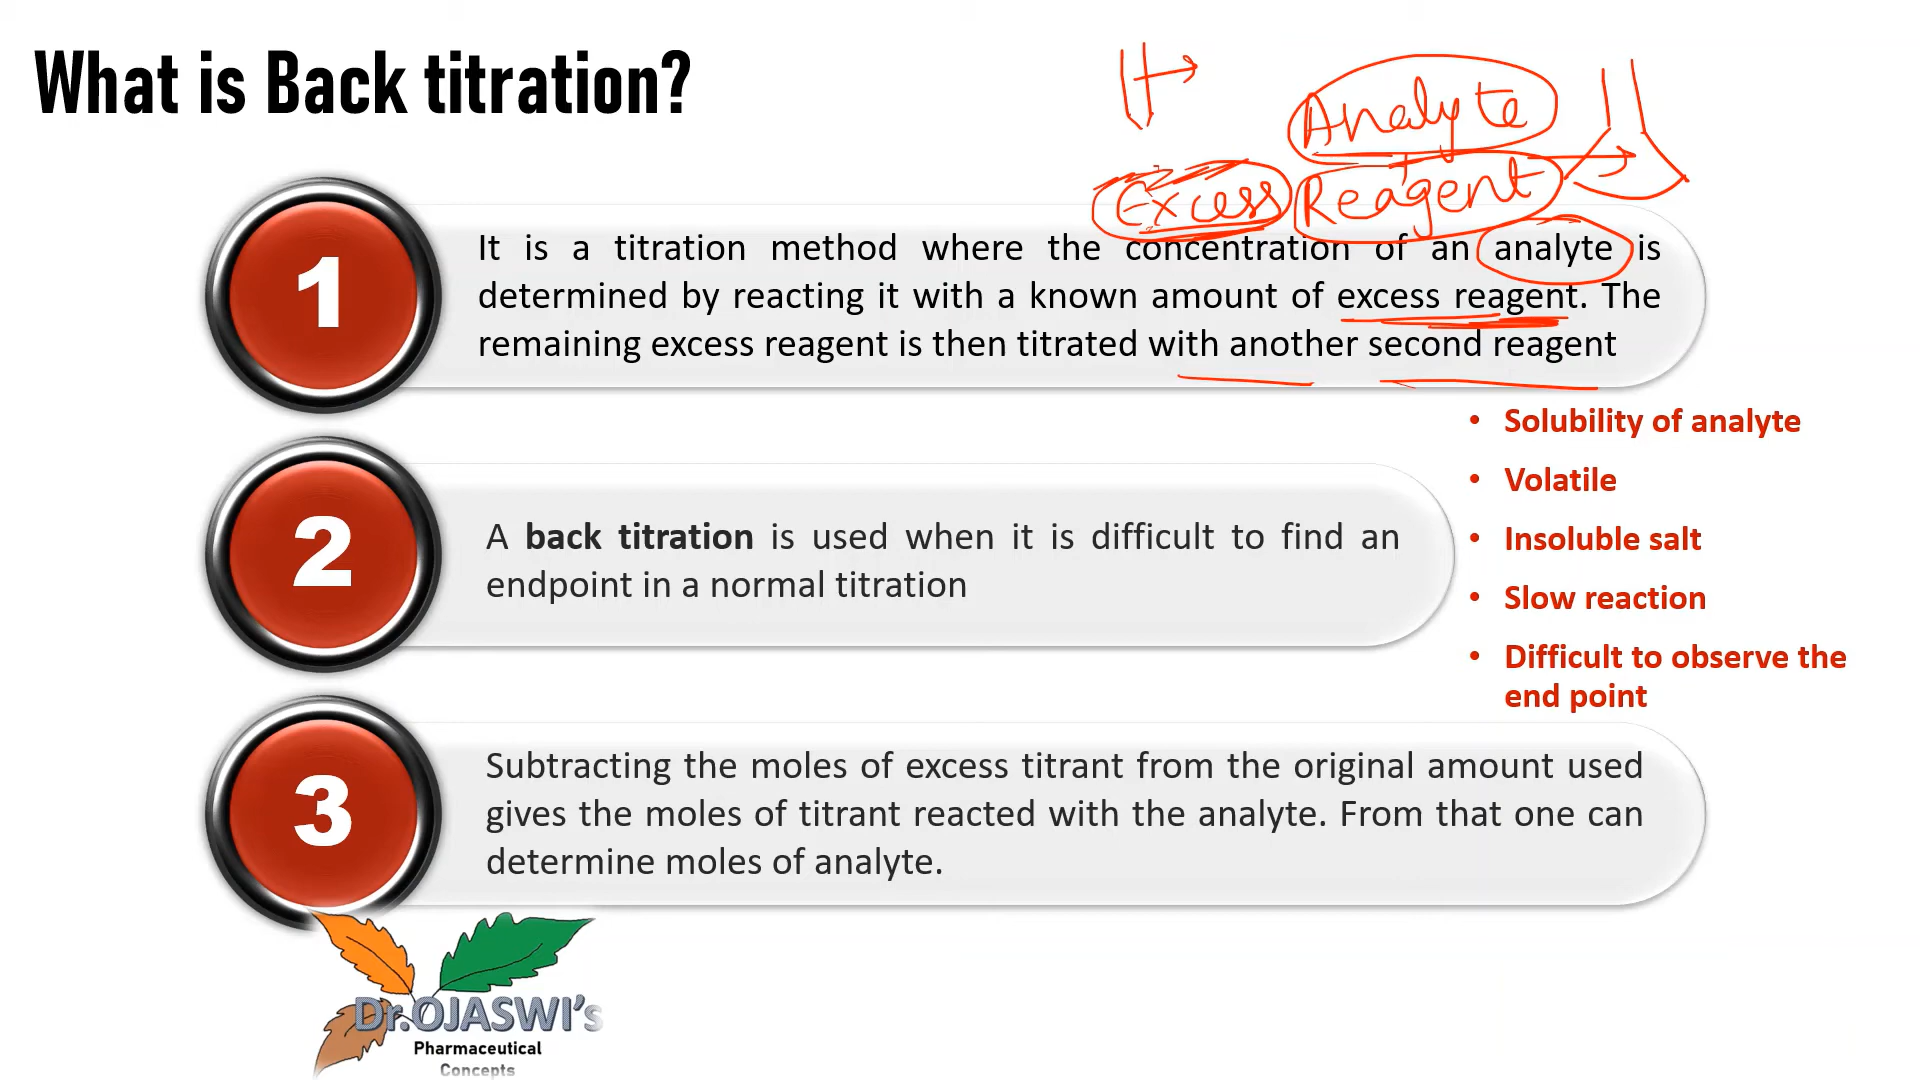 What is Back titration?
Analyte
Excess Reagent
1
It is a titration method where the concentration of an analyte is
determined by reacting it with a known amount of excess reagent. The
remaining excess reagent is then titrated with another second reagent
• Solubility of analyte
• Volatile
• Insoluble salt
• Slow reaction
• Difficult to observe the
end point
2
A back titration is used when it is difficult to find an
endpoint in a normal titration
3
Subtracting the moles of excess titrant from the original amount used
gives the moles of titrant reacted with the analyte. From that one can
determine moles of analyte.
Dr.OJASWI's
Pharmaceutical
Concepts